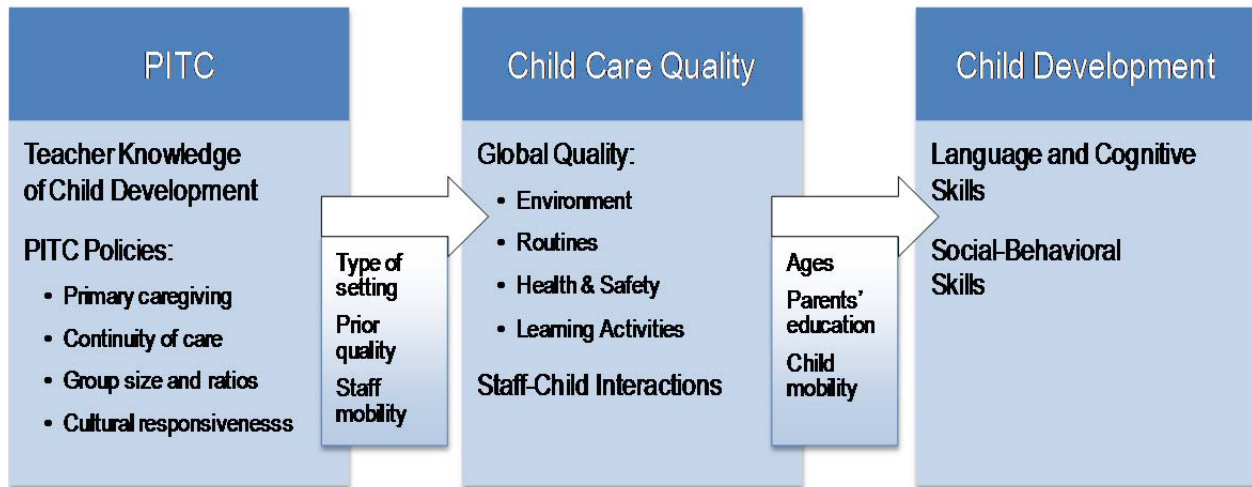 PITC
Teacher Knowledge
of Child Development
PITC Policies:
• Primary caregiving
• Continuity of care
• Group size and ratios
• Cultural responsivenesss
Type of
setting
Prior
quality
Staff
mobility
Child Care Quality
Global Quality:
• Environment
• Routines
• Health & Safety
• Learning Activities
Staff-Child Interactions
Ages
Parents’
education
Child
mobility
Child Development
Language and Cognitive
Skills
Social-Behavioral
Skills